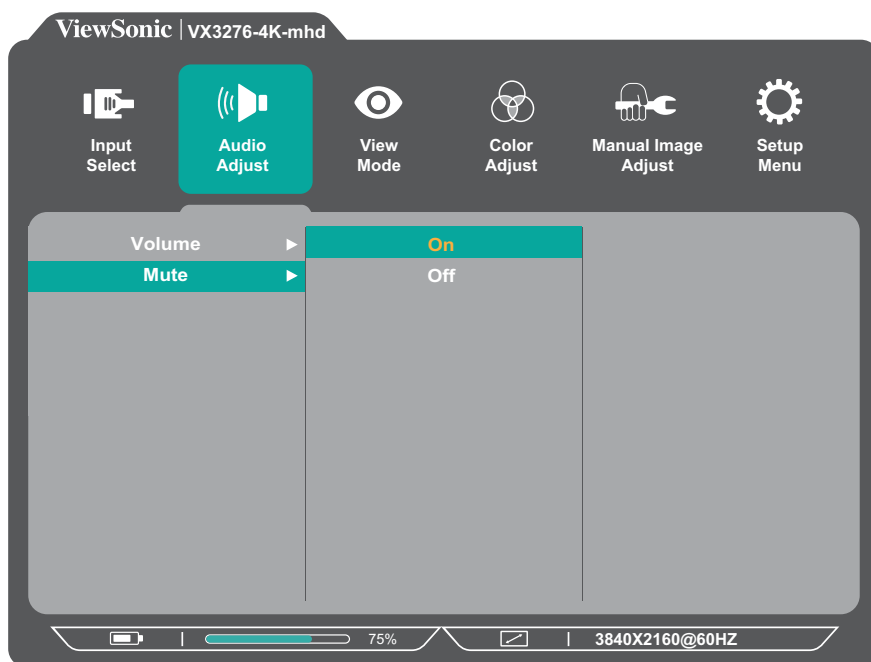 ViewSonic | VX3276-4K-mhd
Input Select
Audio Adjust
View Mode
Color Adjust
Manual Image Adjust
Setup Menu
Volume
On
Mute
Off
75%
3840X2160@60HZ